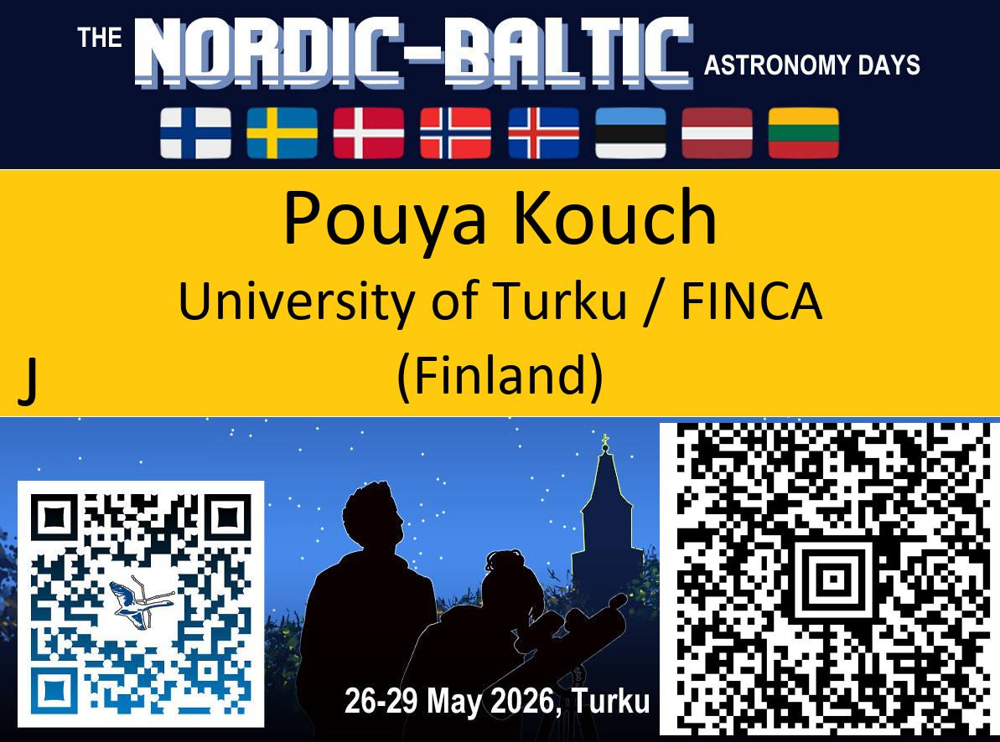 THE NORDIC-BALTIC ASTRONOMY DAYS
Pouya Kouch
University of Turku / FINCA
(Finland)
J
26-29 May 2026, Turku